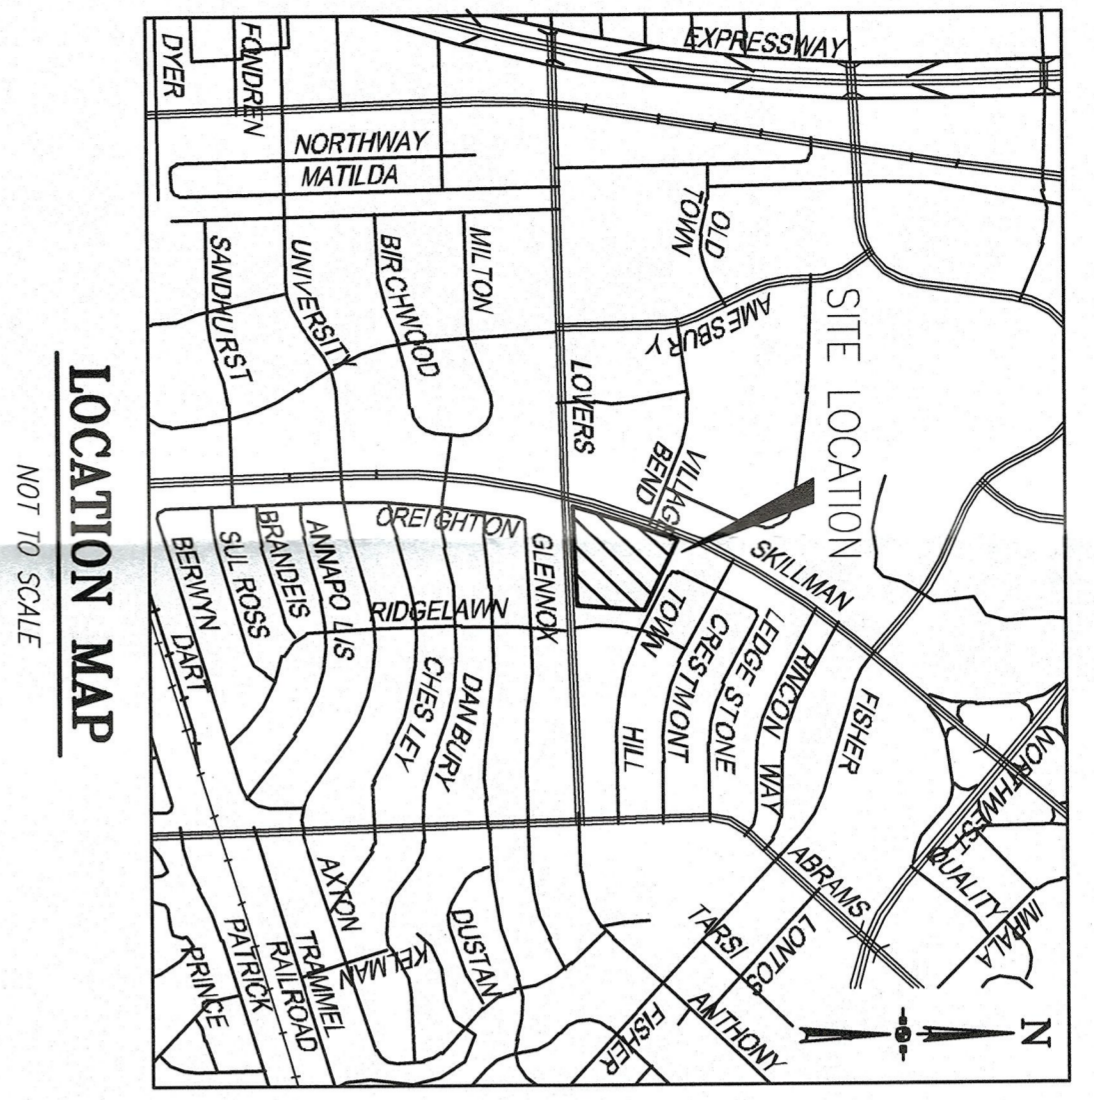 EXPRESSWAY
DYER
FONDREN
NORTHWAY
MATILDA
OLD
TOWN
SANDHURST
UNIVERSITY
BIRCHWOOD
MILTON
AMESBURY
SITE LOCATION
LOVERS
VILLAGE
BEND
SKILLMAN
CREIGHTON
GLENNOX
BERWYN
SUL ROSS
BRANDEIS
ANNAPOLIS
RIDGELAWN
DART
CHESLEY
DANBURY
TOWN
HILL
CRESTMONT
LEDGE STONE
RINCON WAY
FISHER
NORTHWEST
QUALITY
IMPALA
ABRAMS
AXTON
KELMAN
DUSTAN
TARSI
LONTOS
ANTHONY
FISHER
PRINCE
PATRICK
TRAMMEL
RAILROAD
N
LOCATION MAP
NOT TO SCALE